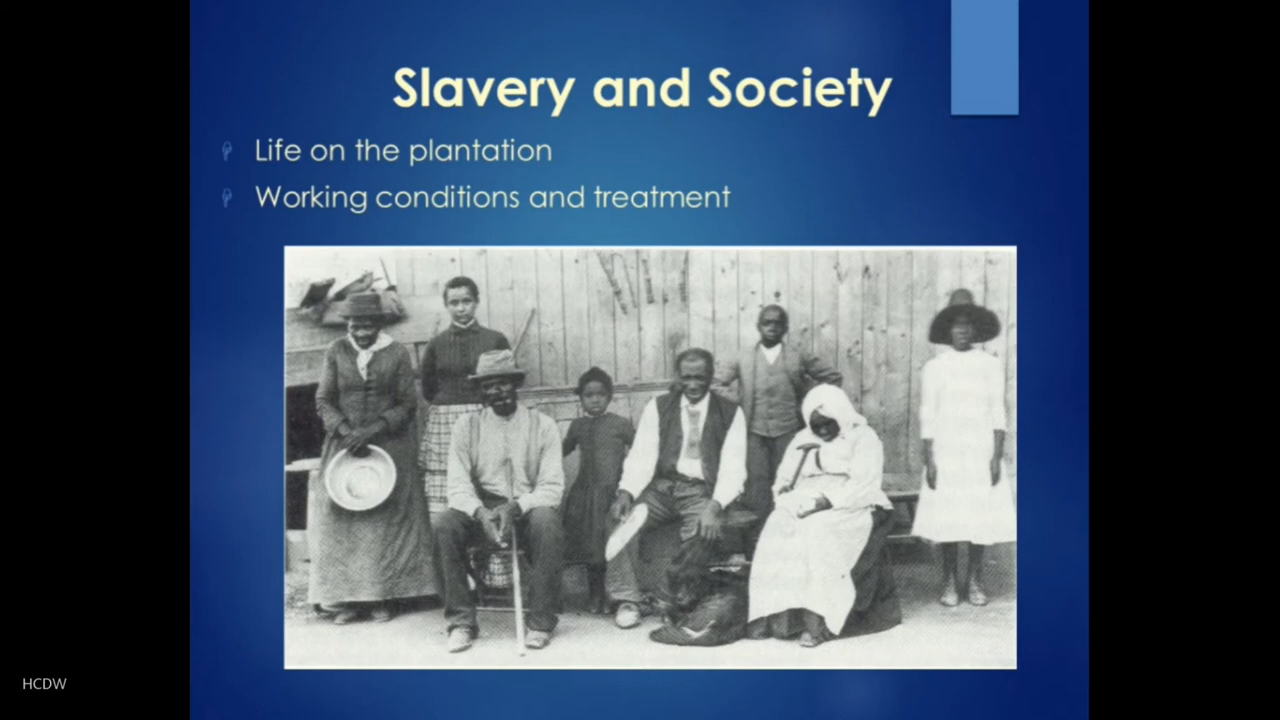 Slavery and Society
Life on the plantation
Working conditions and treatment
HCDW